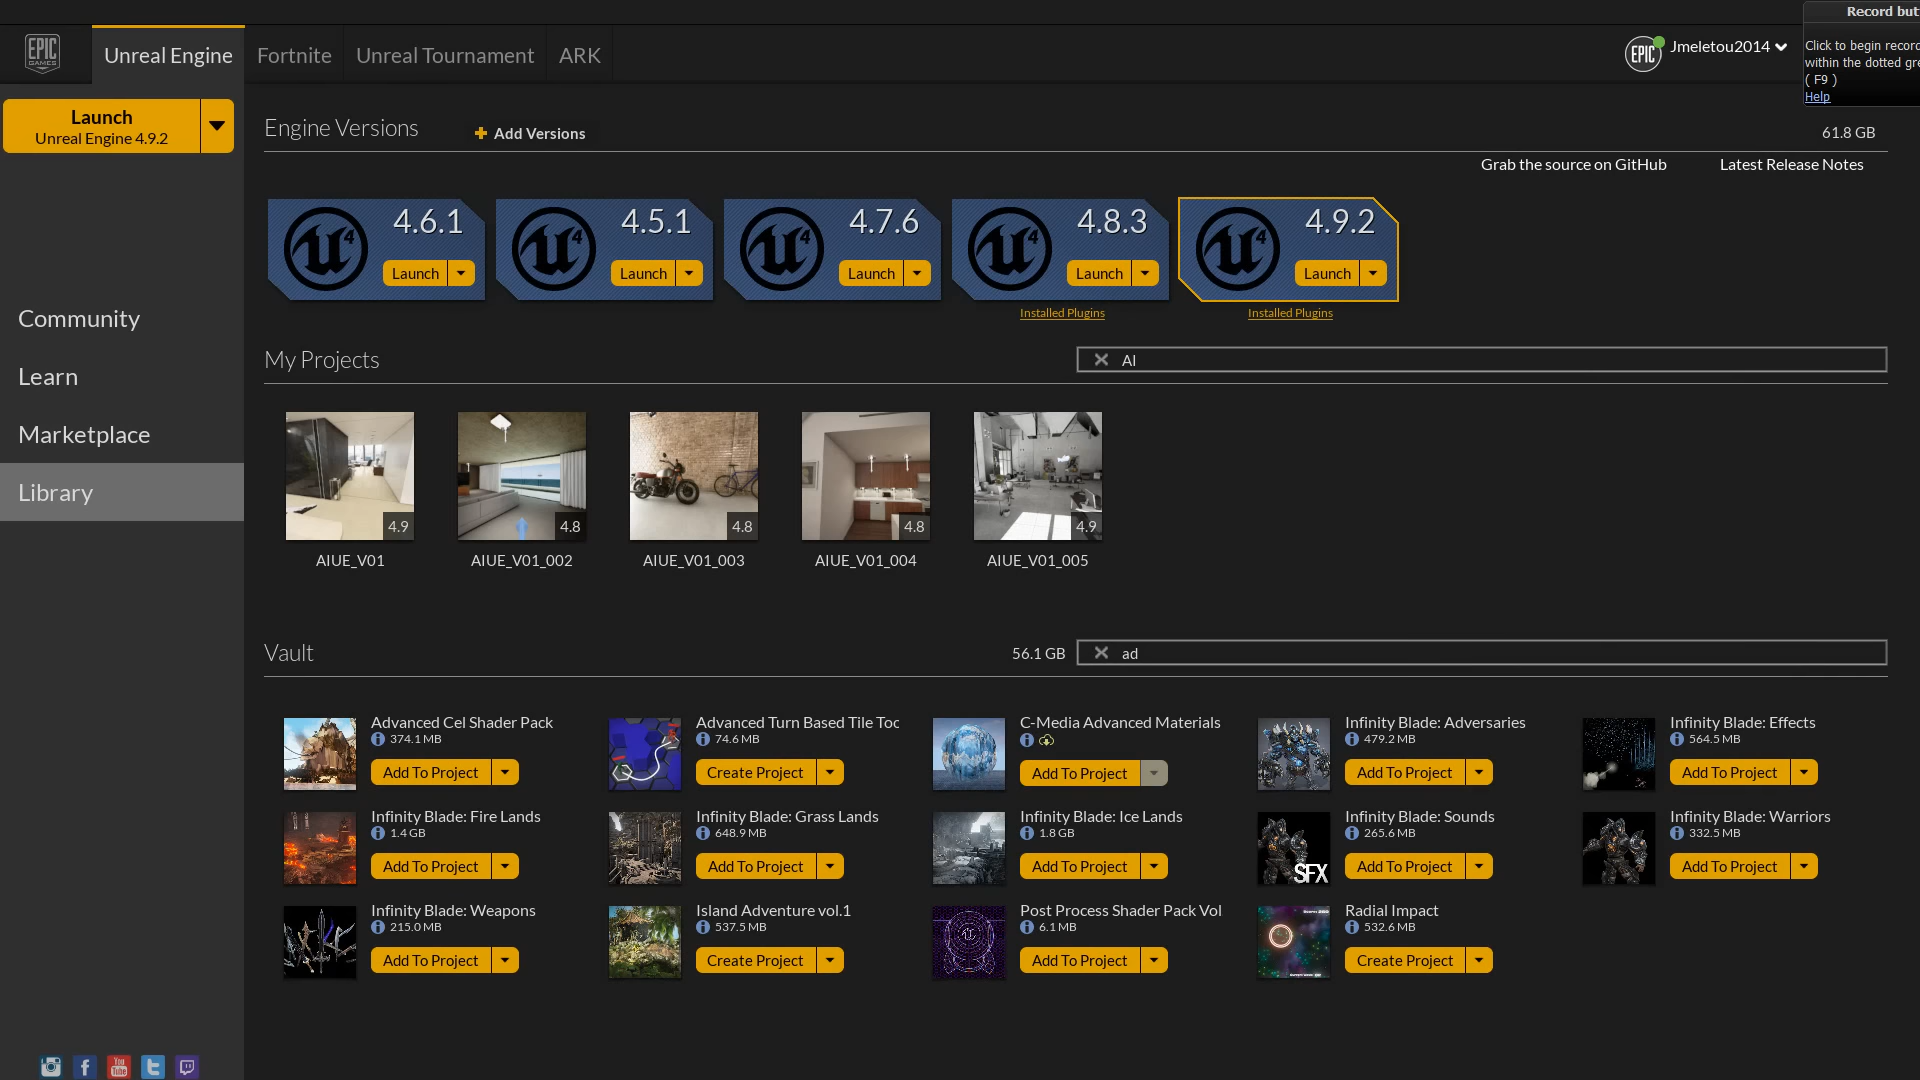 Record but
EPIC GAMES
Unreal Engine
Fortnite
Unreal Tournament
ARK
EPIC
Jmeletou2014
Click to begin recor
within the dotted gre
( F9 )
Help
Launch
Unreal Engine 4.9.2
Engine Versions
Add Versions
61.8 GB
Grab the source on GitHub
Latest Release Notes
4.6.1
Launch
4.5.1
Launch
4.7.6
Launch
4.8.3
Launch
Installed Plugins
4.9.2
Launch
Installed Plugins
Community
Learn
Marketplace
Library
My Projects
AI
4.9
AIUE_V01
4.8
AIUE_V01_002
4.8
AIUE_V01_003
4.8
AIUE_V01_004
4.9
AIUE_V01_005
Vault
56.1 GB
ad
Advanced Cel Shader Pack
374.1 MB
Add To Project
Advanced Turn Based Tile Toc
74.6 MB
Create Project
C-Media Advanced Materials
Add To Project
Infinity Blade: Adversaries
479.2 MB
Add To Project
Infinity Blade: Effects
564.5 MB
Add To Project
Infinity Blade: Fire Lands
1.4 GB
Add To Project
Infinity Blade: Grass Lands
648.9 MB
Add To Project
Infinity Blade: Ice Lands
1.8 GB
Add To Project
SFX
Infinity Blade: Sounds
265.6 MB
Add To Project
Infinity Blade: Warriors
332.5 MB
Add To Project
Infinity Blade: Weapons
215.0 MB
Add To Project
Island Adventure vol.1
537.5 MB
Create Project
Post Process Shader Pack Vol
6.1 MB
Add To Project
Radial Impact
532.6 MB
Create Project
You Tube